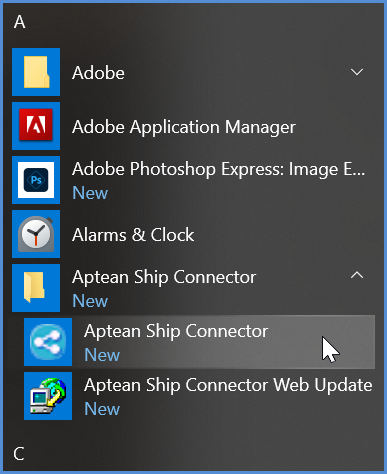 A
Adobe
Adobe Application Manager
Ps
Adobe Photoshop Express: Image E...
New
Alarms & Clock
Aptean Ship Connector
New
Aptean Ship Connector
New
Aptean Ship Connector Web Update
New
C